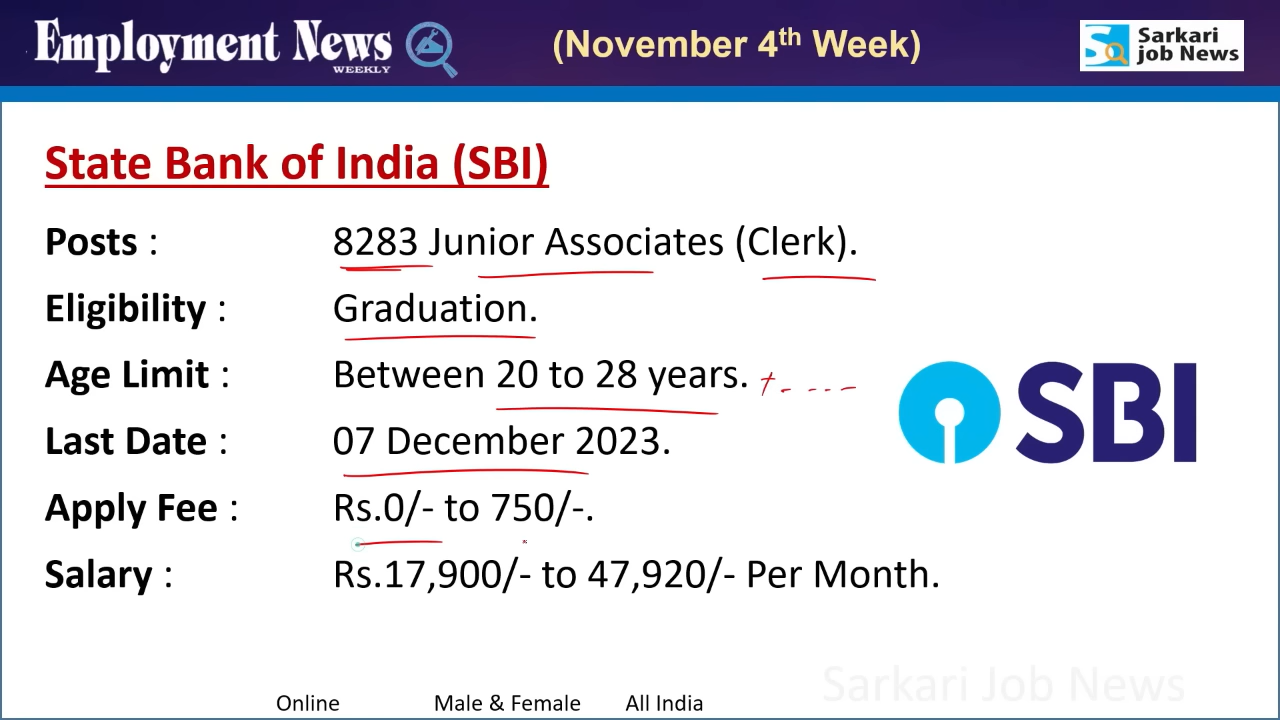 Employment News
WEEKLY
(November 4th Week)
Sarkari
Job News
State Bank of India (SBI)
Posts : 8283 Junior Associates (Clerk).
Eligibility : Graduation.
Age Limit : Between 20 to 28 years. + - - - -
Last Date : 07 December 2023.
Apply Fee : Rs.0/- to 750/-.
Salary : Rs.17,900/- to 47,920/- Per Month.
SBI
Sarkari Job News
Online Male & Female All India